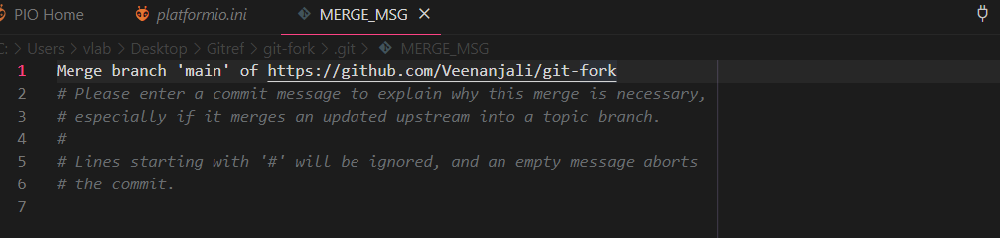 PIO Home platformio.ini MERGE_MSG
C: > Users > vlab > Desktop > Gitref > git-fork > .git > MERGE_MSG
1 Merge branch 'main' of https://github.com/Veenanjali/git-fork
2 # Please enter a commit message to explain why this merge is necessary,
3 # especially if it merges an updated upstream into a topic branch.
4 #
5 # Lines starting with '#' will be ignored, and an empty message aborts
6 # the commit.
7